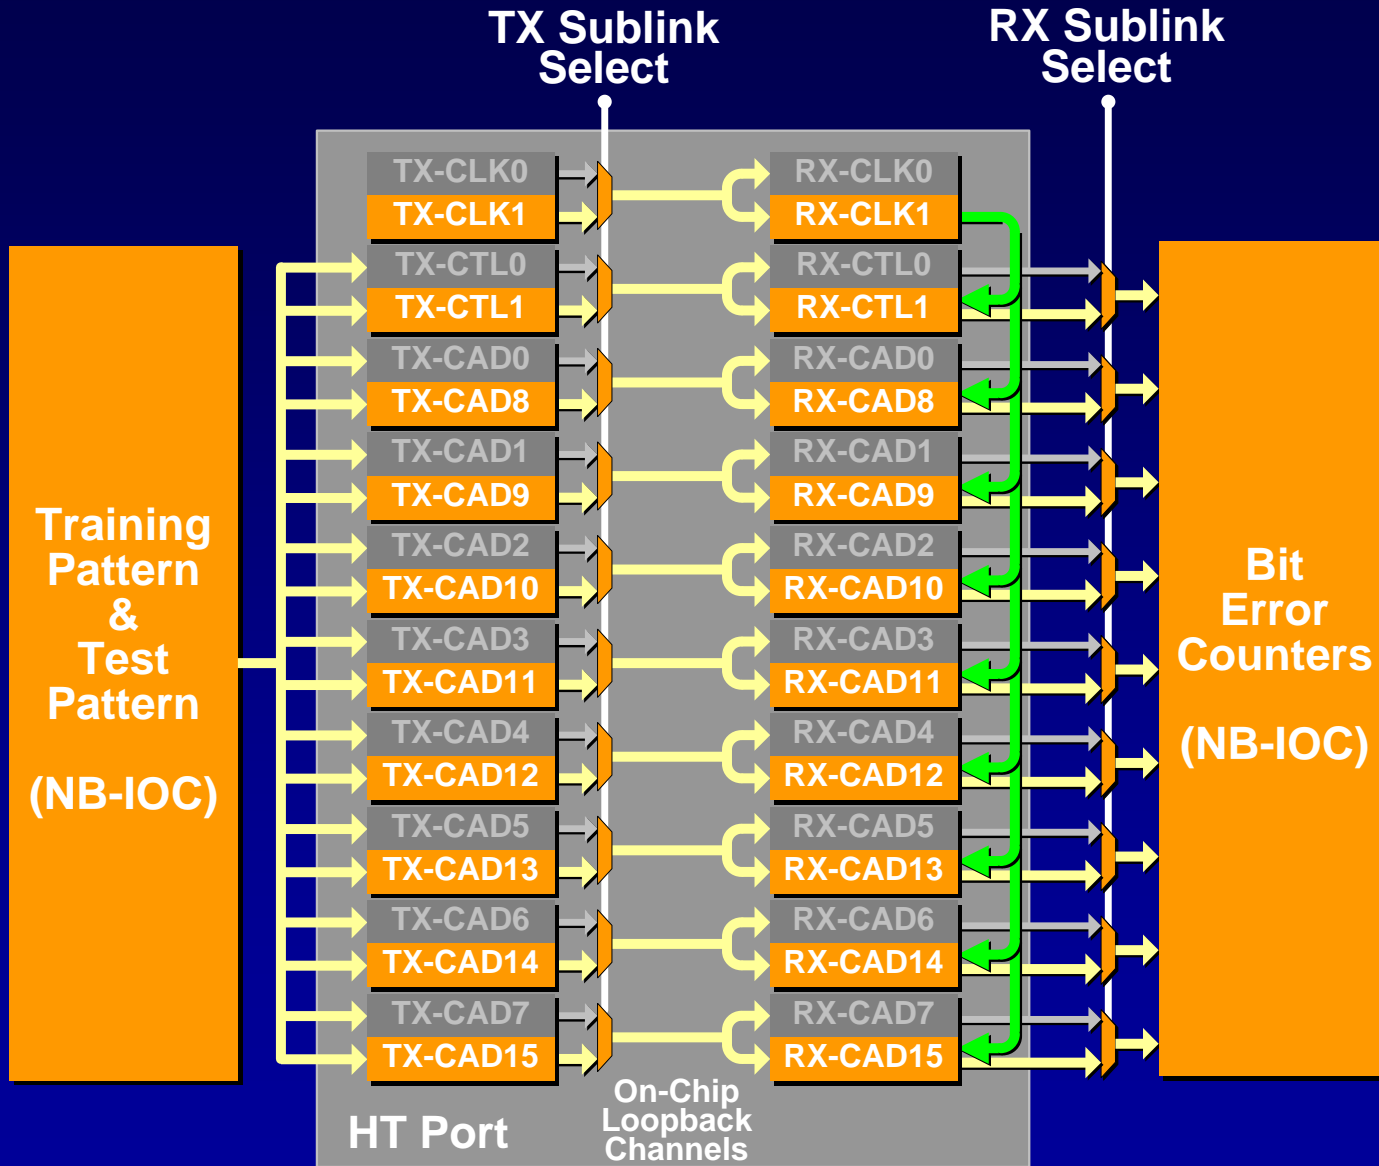 TX Sublink
Select
RX Sublink
Select
TX-CLK0
TX-CLK1
TX-CTL0
TX-CTL1
TX-CAD0
TX-CAD8
TX-CAD1
TX-CAD9
TX-CAD2
TX-CAD10
TX-CAD3
TX-CAD11
TX-CAD4
TX-CAD12
TX-CAD5
TX-CAD13
TX-CAD6
TX-CAD14
TX-CAD7
TX-CAD15
RX-CLK0
RX-CLK1
RX-CTL0
RX-CTL1
RX-CAD0
RX-CAD8
RX-CAD1
RX-CAD9
RX-CAD2
RX-CAD10
RX-CAD3
RX-CAD11
RX-CAD4
RX-CAD12
RX-CAD5
RX-CAD13
RX-CAD6
RX-CAD14
RX-CAD7
RX-CAD15
Training
Pattern
&
Test
Pattern
(NB-IOC)
Bit
Error
Counters
(NB-IOC)
HT Port
On-Chip
Loopback
Channels